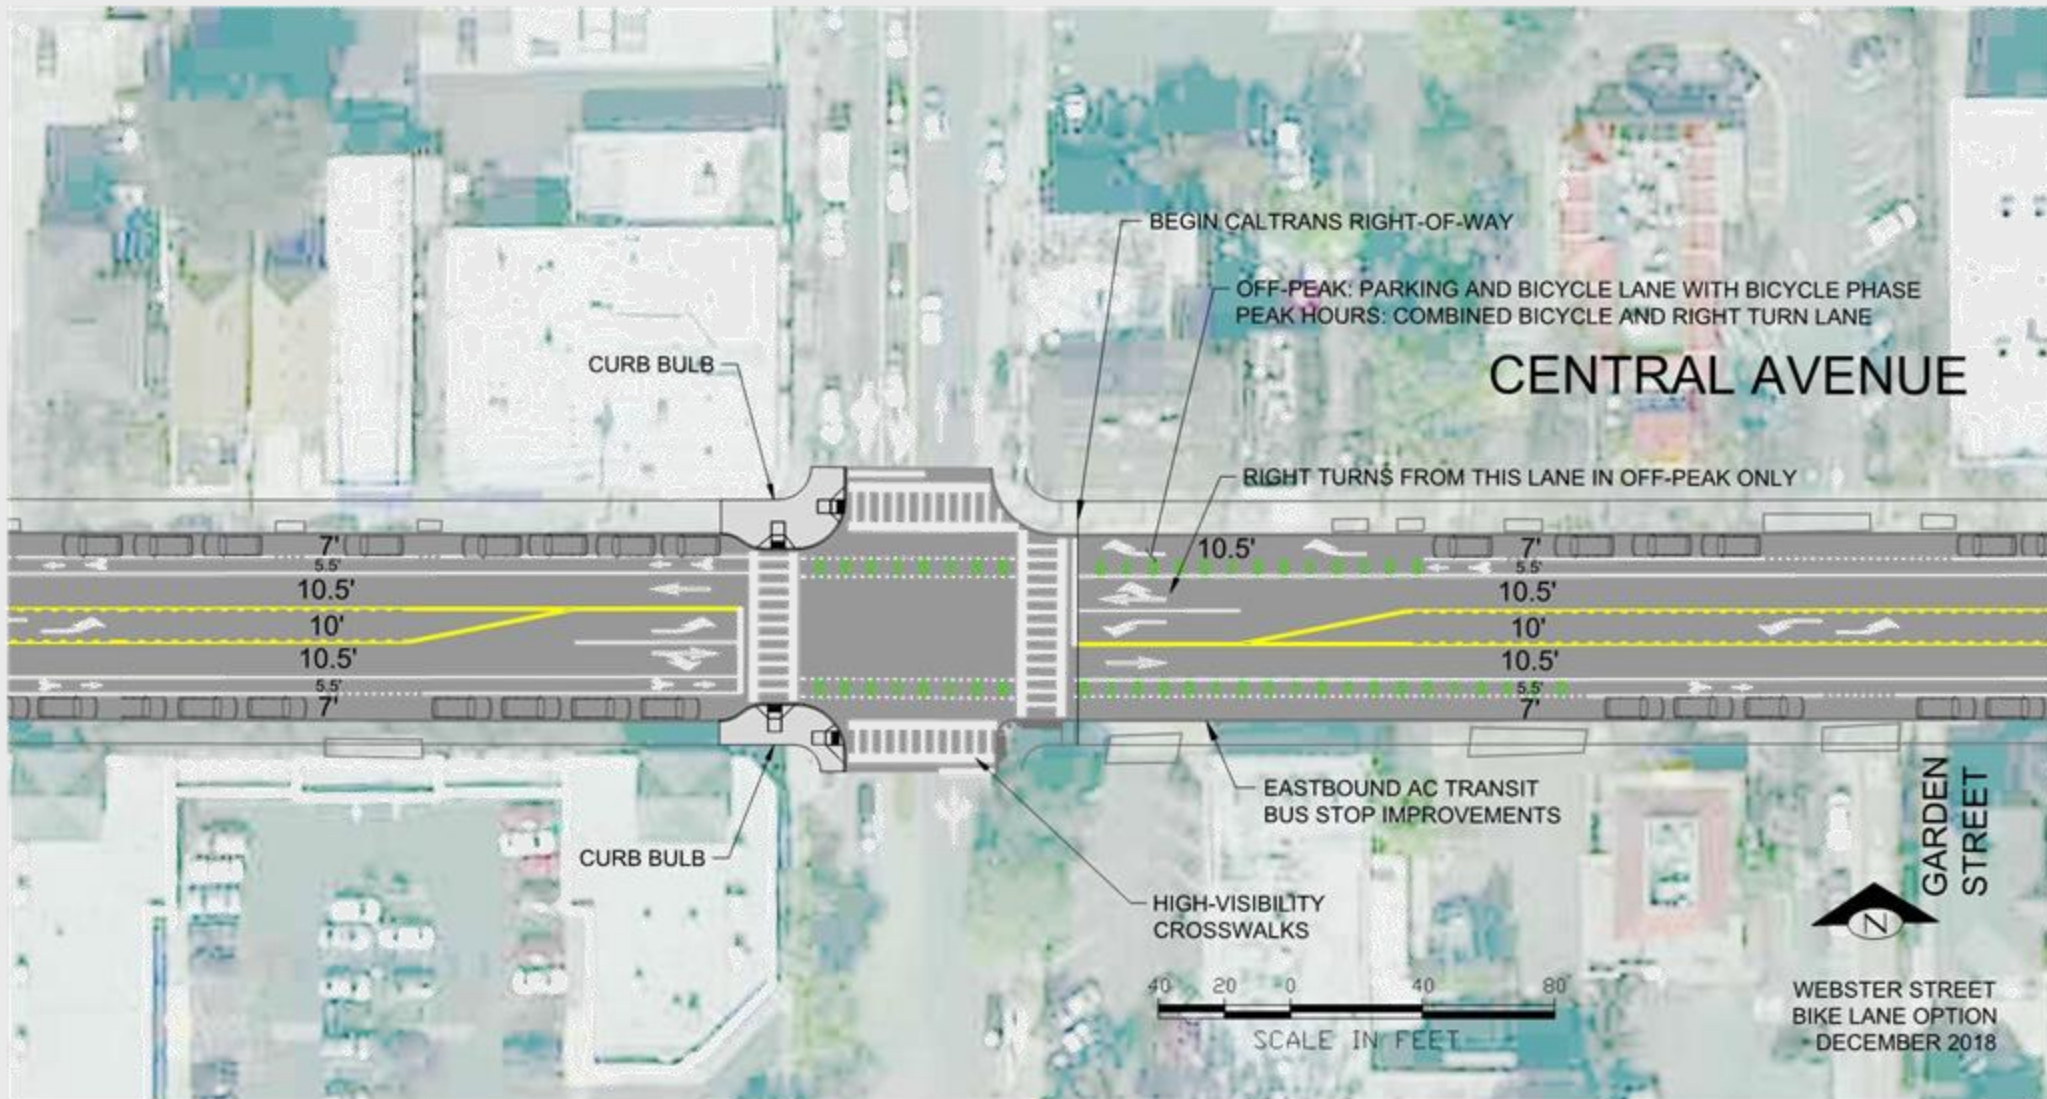 BEGIN CALTRANS RIGHT-OF-WAY
OFF-PEAK: PARKING AND BICYCLE LANE WITH BICYCLE PHASE
PEAK HOURS: COMBINED BICYCLE AND RIGHT TURN LANE
CENTRAL AVENUE
CURB BULB
RIGHT TURNS FROM THIS LANE IN OFF-PEAK ONLY
7'
5.5'
10.5'
10'
10.5'
5.5'
7'
10.5'
7'
5.5'
10.5'
10'
10.5'
5.5'
7'
EASTBOUND AC TRANSIT
BUS STOP IMPROVEMENTS
CURB BULB
HIGH-VISIBILITY
CROSSWALKS
GARDEN
STREET
N
40 20 0 40 80
SCALE IN FEET
WEBSTER STREET
BIKE LANE OPTION
DECEMBER 2018